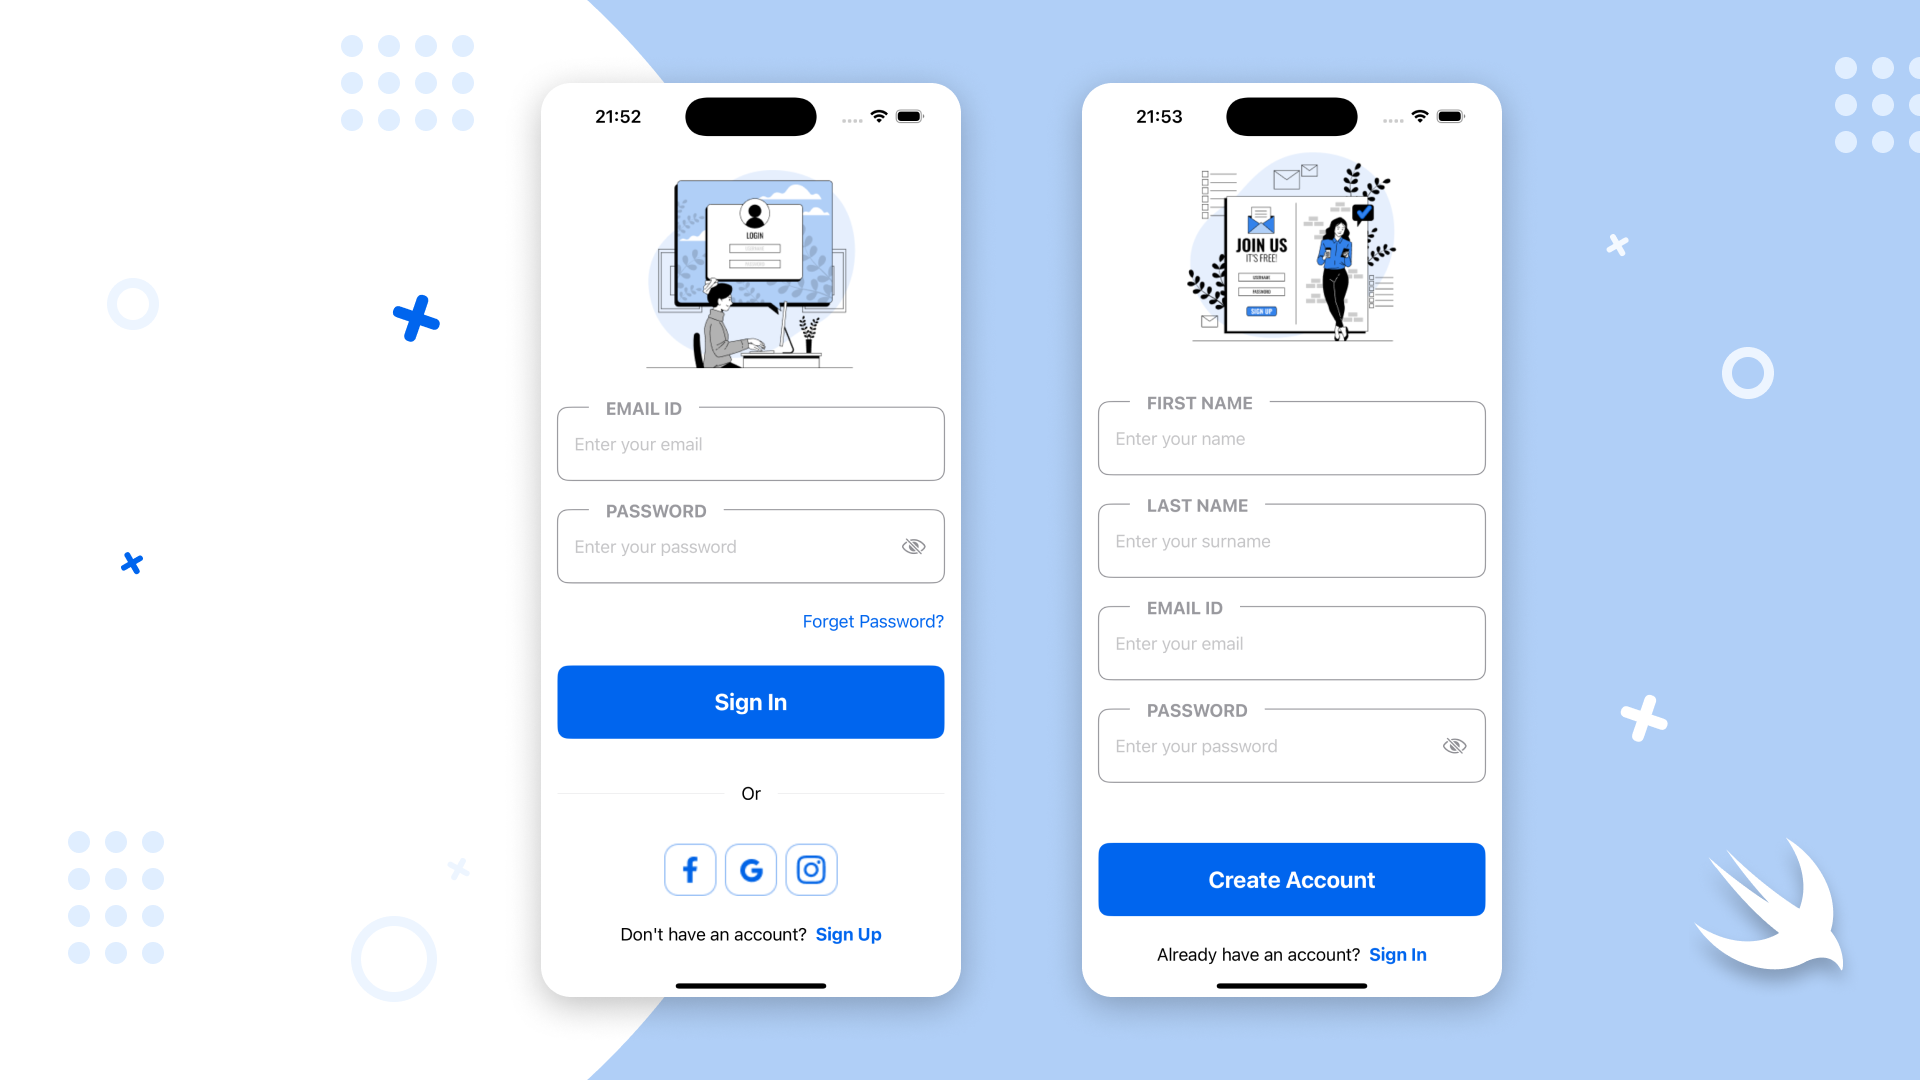 21:52
LOGIN
EMAIL ID
Enter your email
PASSWORD
Enter your password
Forget Password?
Sign In
Or
Don't have an account? Sign Up
21:53
JOIN US
IT'S FREE!
USERNAME
PASSWORD
SIGN UP
FIRST NAME
Enter your name
LAST NAME
Enter your surname
EMAIL ID
Enter your email
PASSWORD
Enter your password
Create Account
Already have an account? Sign In